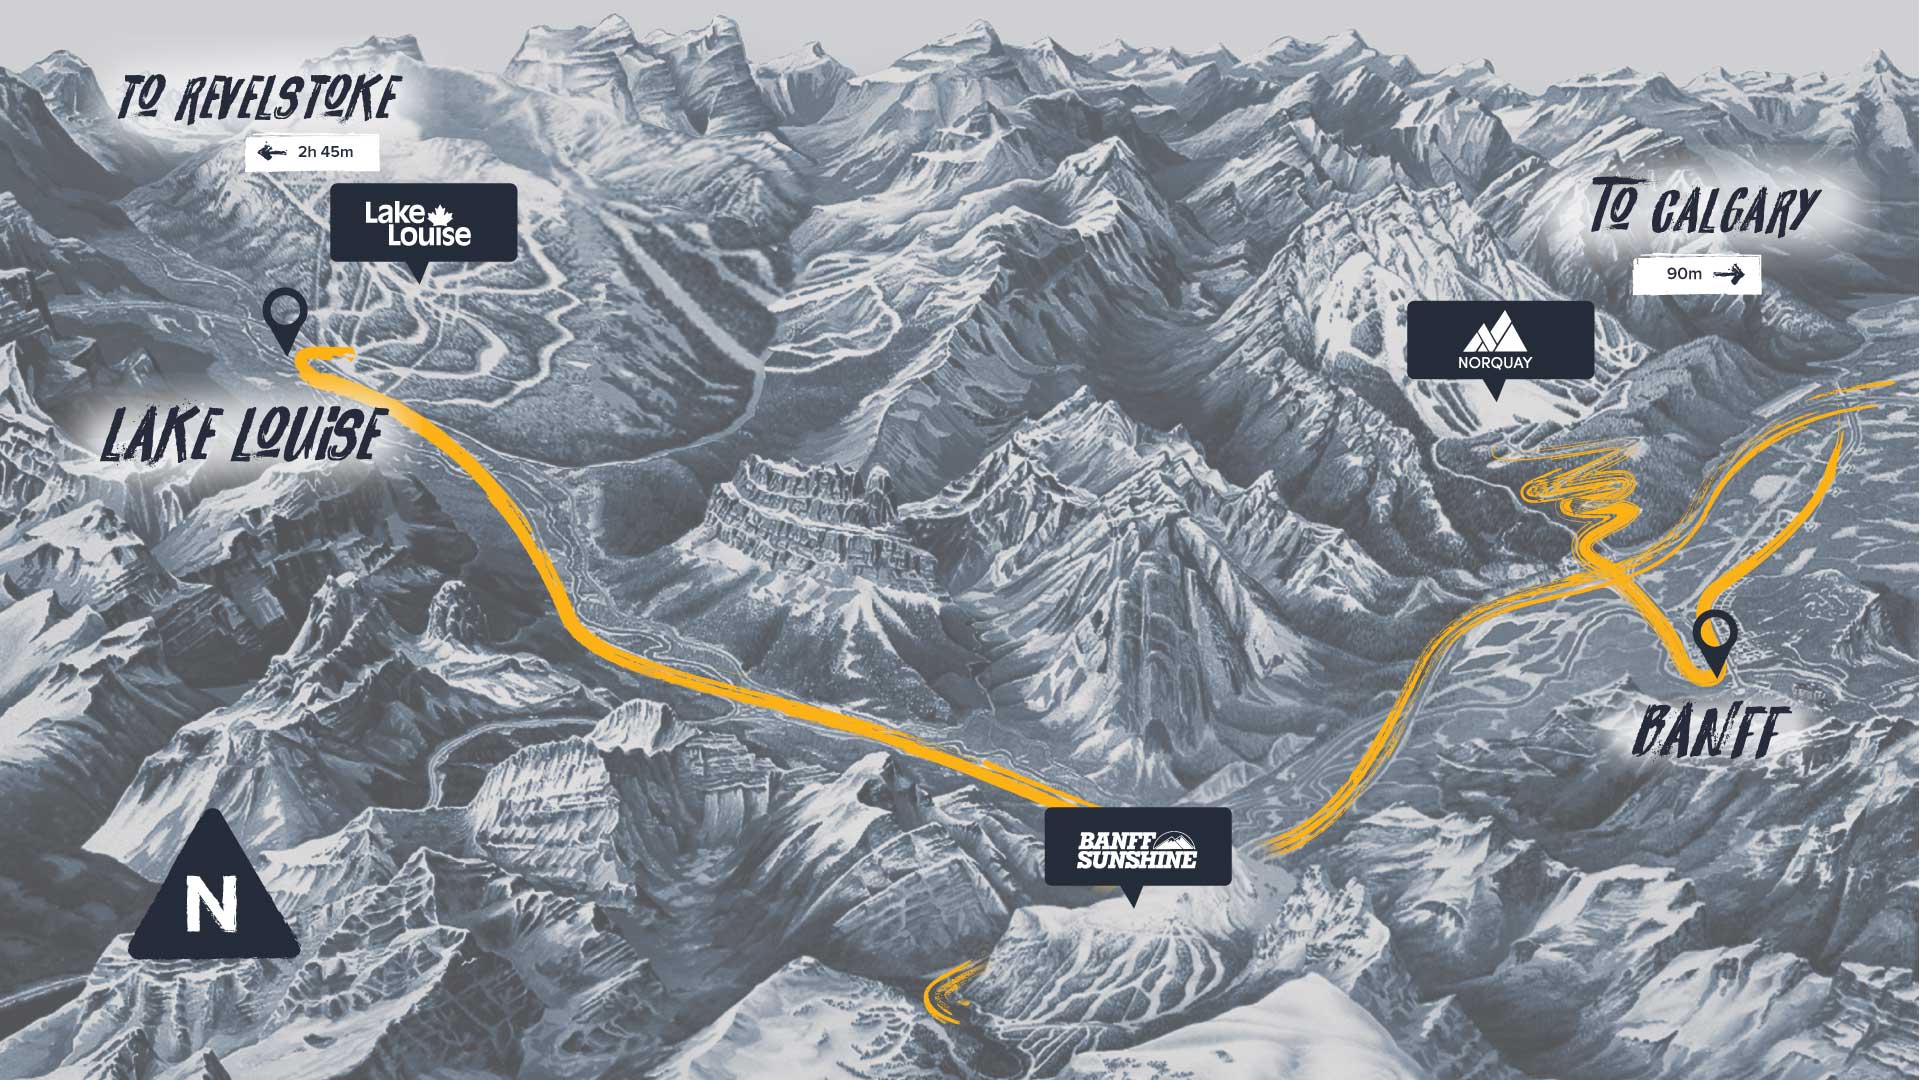 TO REVELSTOKE
2h 45m
Lake
Louise
TO CALGARY
90m
NORQUAY
LAKE LOUISE
BANFF
BANFF
SUNSHINE
N